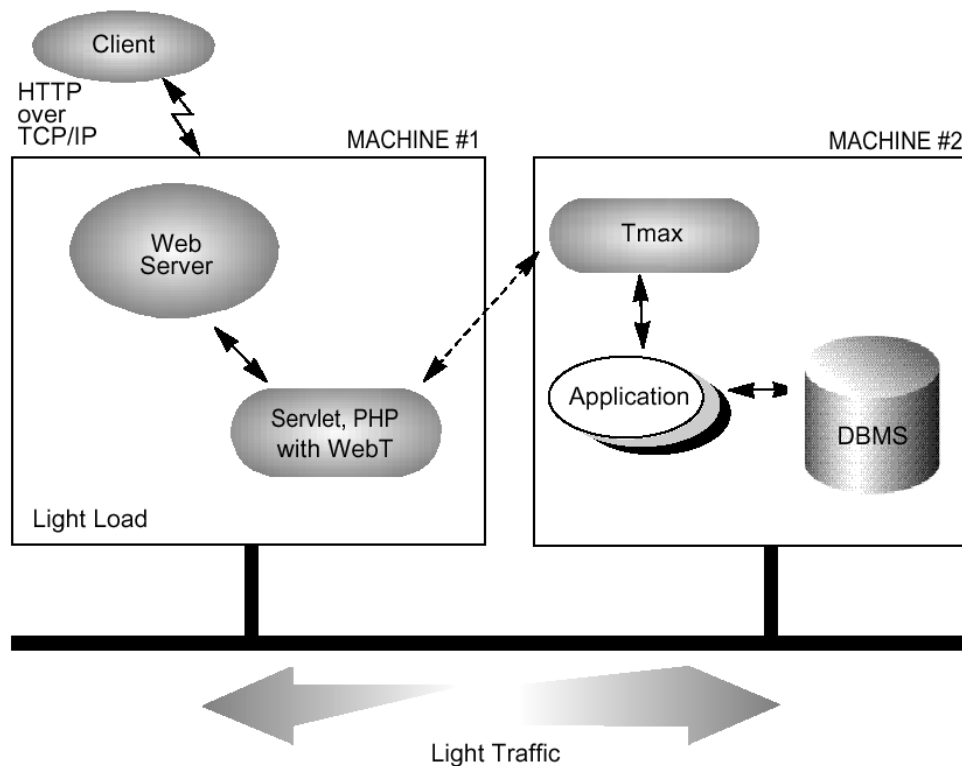 Client
HTTP
over
TCP/IP
MACHINE #1
MACHINE #2
Web
Server
Tmax
Servlet, PHP
with WebT
Application
DBMS
Light Load
Light Traffic